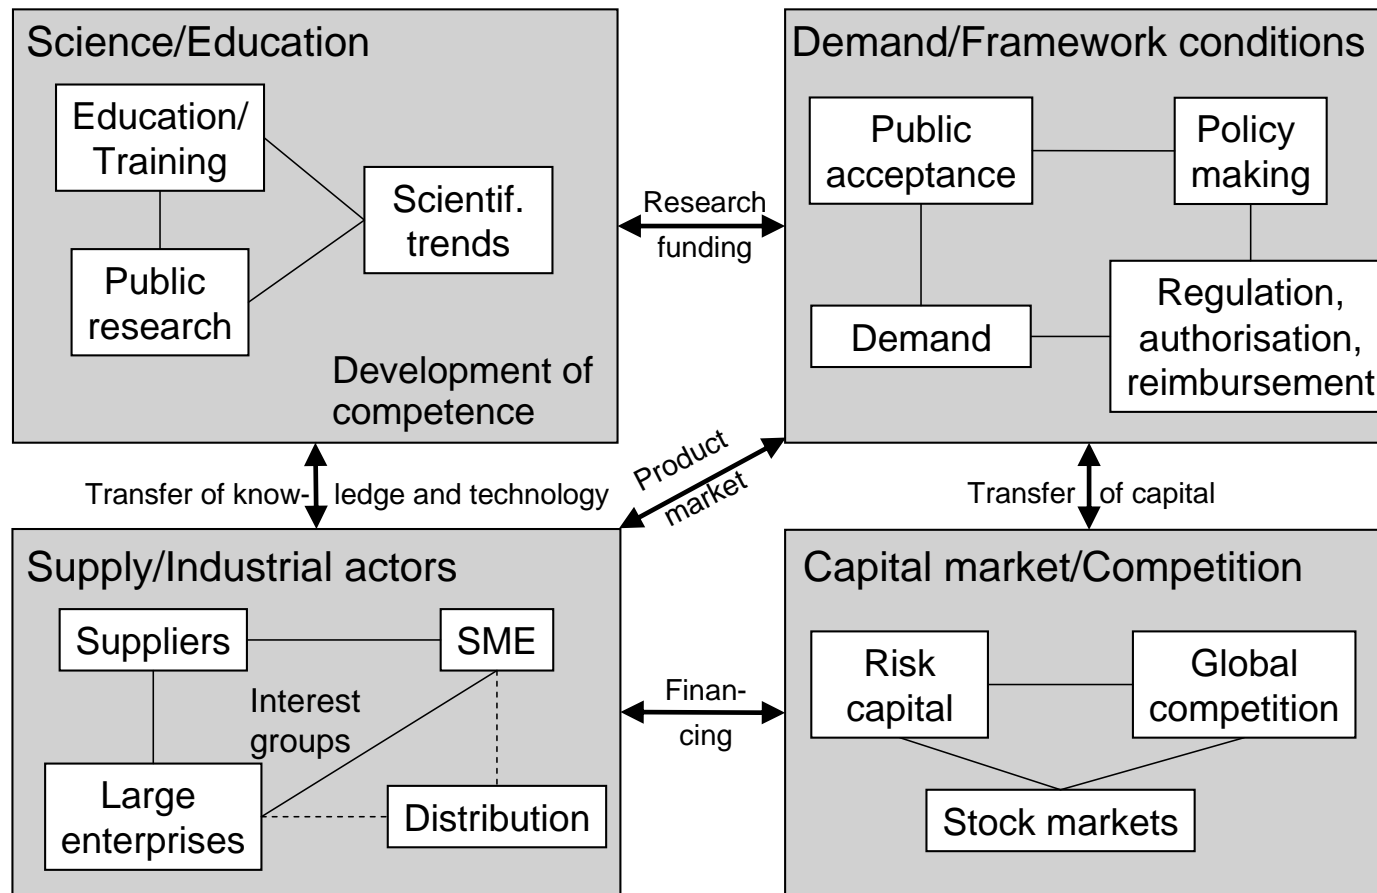 Science/Education
Education/
Training
Scientif.
trends
Public
research
Development of
competence
Research
funding
Demand/Framework conditions
Public
acceptance
Policy
making
Demand
Regulation,
authorisation,
reimbursement
Transfer of know-
ledge and technology
Product
market
Transfer
of capital
Supply/Industrial actors
Suppliers
SME
Interest
groups
Large
enterprises
Distribution
Finan-
cing
Capital market/Competition
Risk
capital
Global
competition
Stock markets